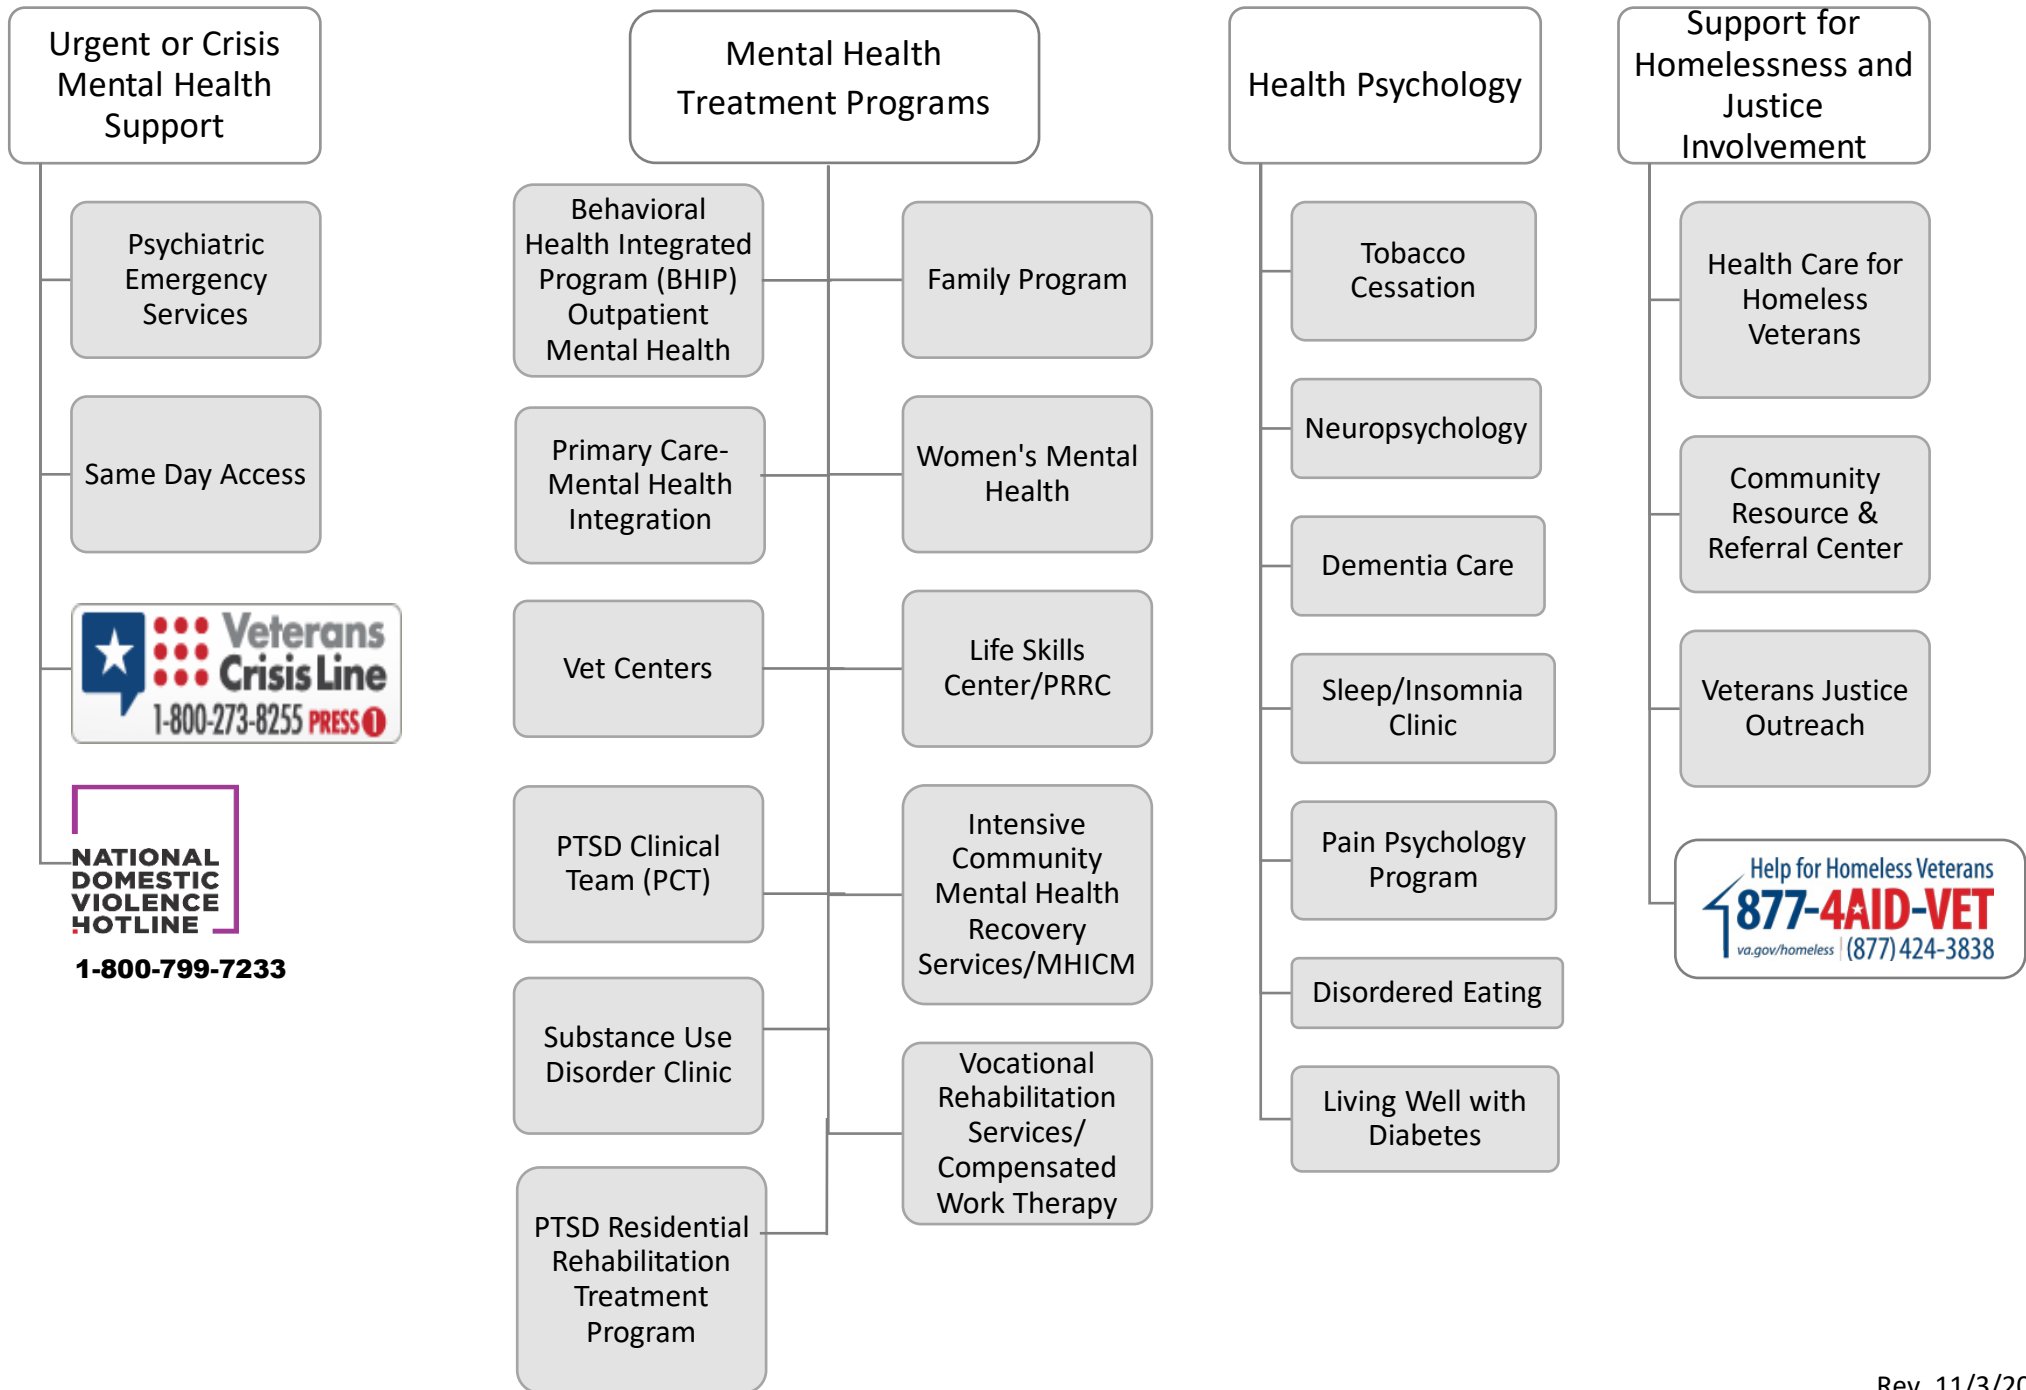 Urgent or Crisis
Mental Health
Support
Psychiatric
Emergency
Services
Same Day Access
Veterans
Crisis Line
1-800-273-8255 PRESS 1
NATIONAL
DOMESTIC
VIOLENCE
HOTLINE
1-800-799-7233
Mental Health
Treatment Programs
Behavioral
Health Integrated
Program (BHIP)
Outpatient
Mental Health
Primary Care-
Mental Health
Integration
Vet Centers
PTSD Clinical
Team (PCT)
Substance Use
Disorder Clinic
PTSD Residential
Rehabilitation
Treatment
Program
Family Program
Women's Mental
Health
Life Skills
Center/PRRC
Intensive
Community
Mental Health
Recovery
Services/MHICM
Vocational
Rehabilitation
Services/
Compensated
Work Therapy
Health Psychology
Tobacco
Cessation
Neuropsychology
Dementia Care
Sleep/Insomnia
Clinic
Pain Psychology
Program
Disordered Eating
Living Well with
Diabetes
Support for
Homelessness and
Justice
Involvement
Health Care for
Homeless
Veterans
Community
Resource &
Referral Center
Veterans Justice
Outreach
Help for Homeless Veterans
877-4AID-VET
va.gov/homeless | (877) 424-3838
Rev. 11/3/20